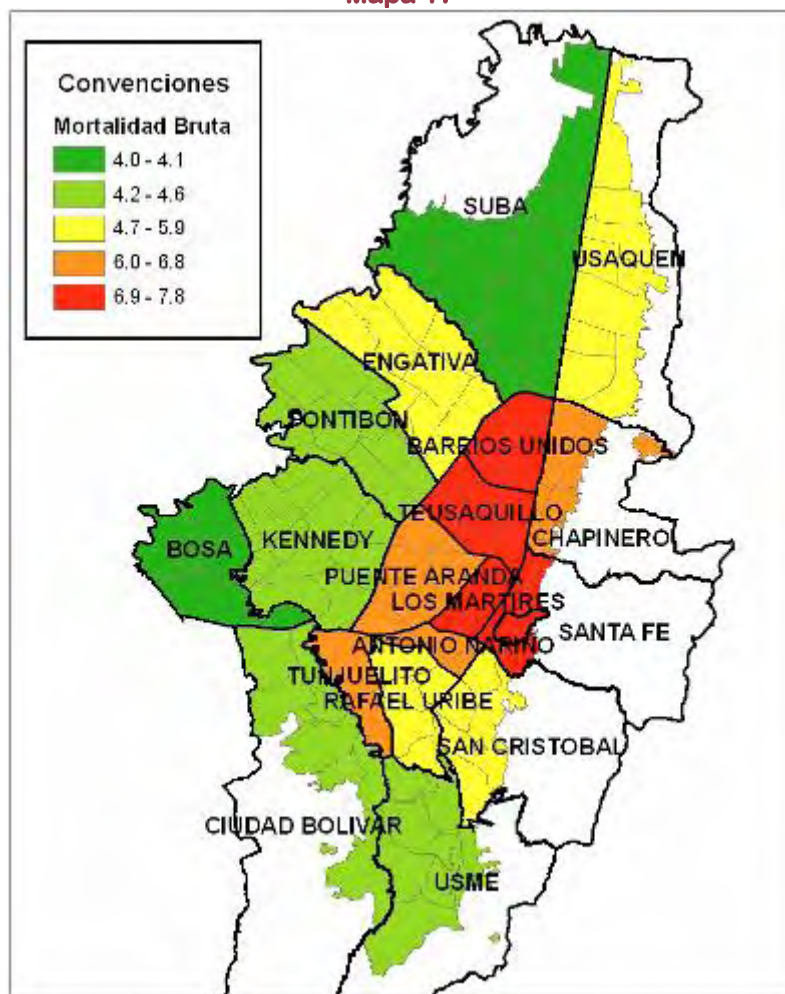 Mapa 17
Convenciones
Mortalidad Bruta
4.0 - 4.1
4.2 - 4.6
4.7 - 5.9
6.0 - 6.8
6.9 - 7.8
SUBA
USAQUEN
ENGATIVA
FONTIBON
BARRIOS UNIDOS
TEUSAQUILLO
CHAPINERO
BOSA
KENNEDY
PUENTE ARANDA
LOS MARTIRES
SANTA FE
ANTONIO NARIÑO
TUNJUELITO
RAFAEL URIBE
SAN CRISTOBAL
CIUDAD BOLIVAR
USME